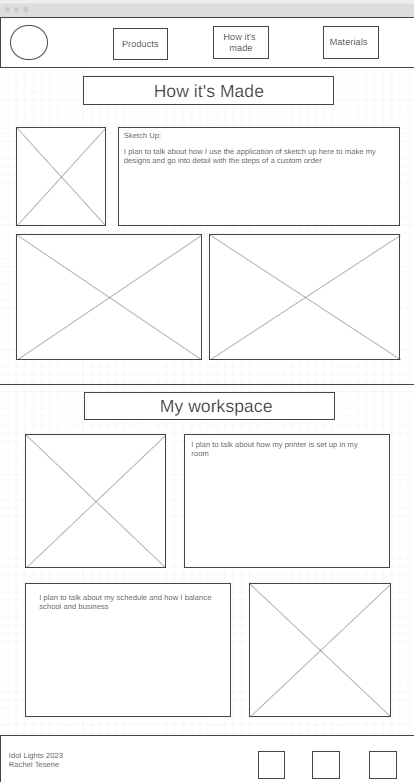 Products
How it's
made
Materials
How it's Made
Sketch Up:
I plan to talk about how I use the application of sketch up here to make my
designs and go into detail with the steps of a custom order
My workspace
I plan to talk about how my printer is set up in my
room
I plan to talk about my schedule and how I balance
school and business
Idol Lights 2023
Rachel Tesene